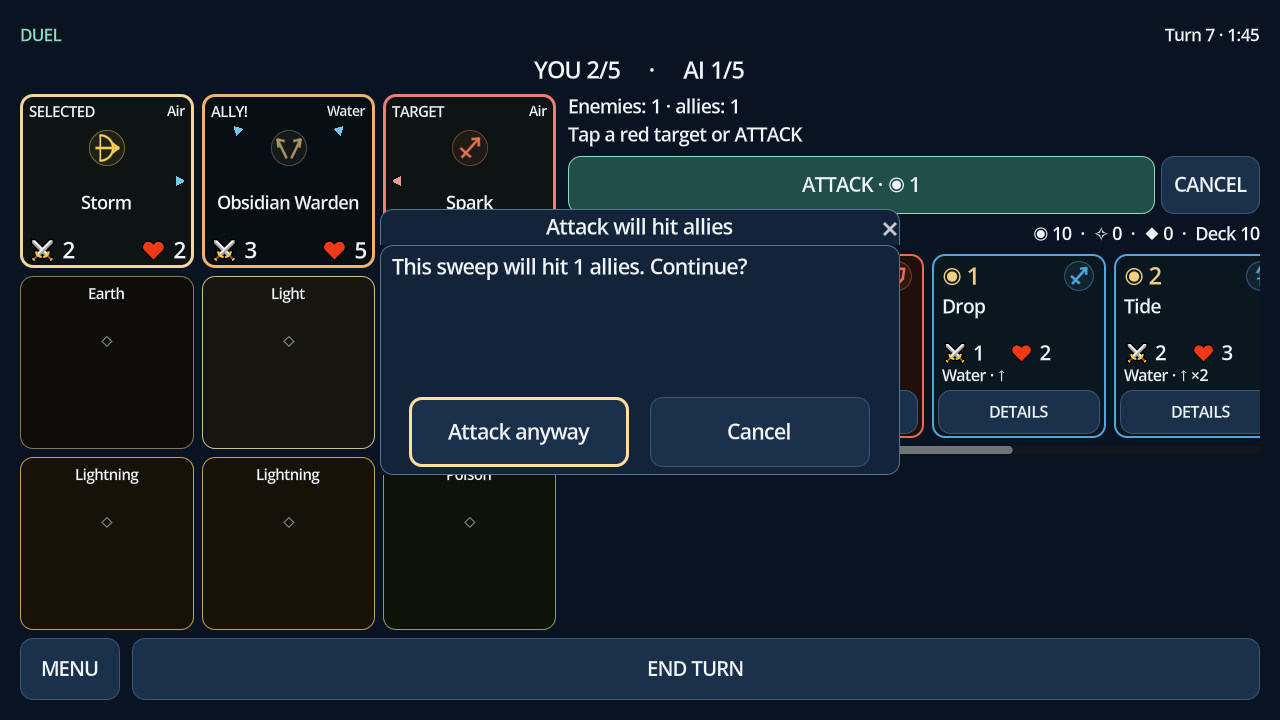 DUEL
Turn 7 · 1:45
YOU 2/5 · AI 1/5
SELECTED Air
Storm
2 2
ALLY! Water
Obsidian Warden
3 5
TARGET Air
Spark
Enemies: 1 · allies: 1
Tap a red target or ATTACK
ATTACK · ◉ 1
CANCEL
◉ 10 · ✧ 0 · ◆ 0 · Deck 10
Attack will hit allies
×
This sweep will hit 1 allies. Continue?
Attack anyway
Cancel
◉ 1
Drop
1 2
Water · ↑
DETAILS
◉ 2
Tide
2 3
Water · ↑ ×2
DETAILS
Earth
Light
Lightning
Lightning
Poison
MENU
END TURN